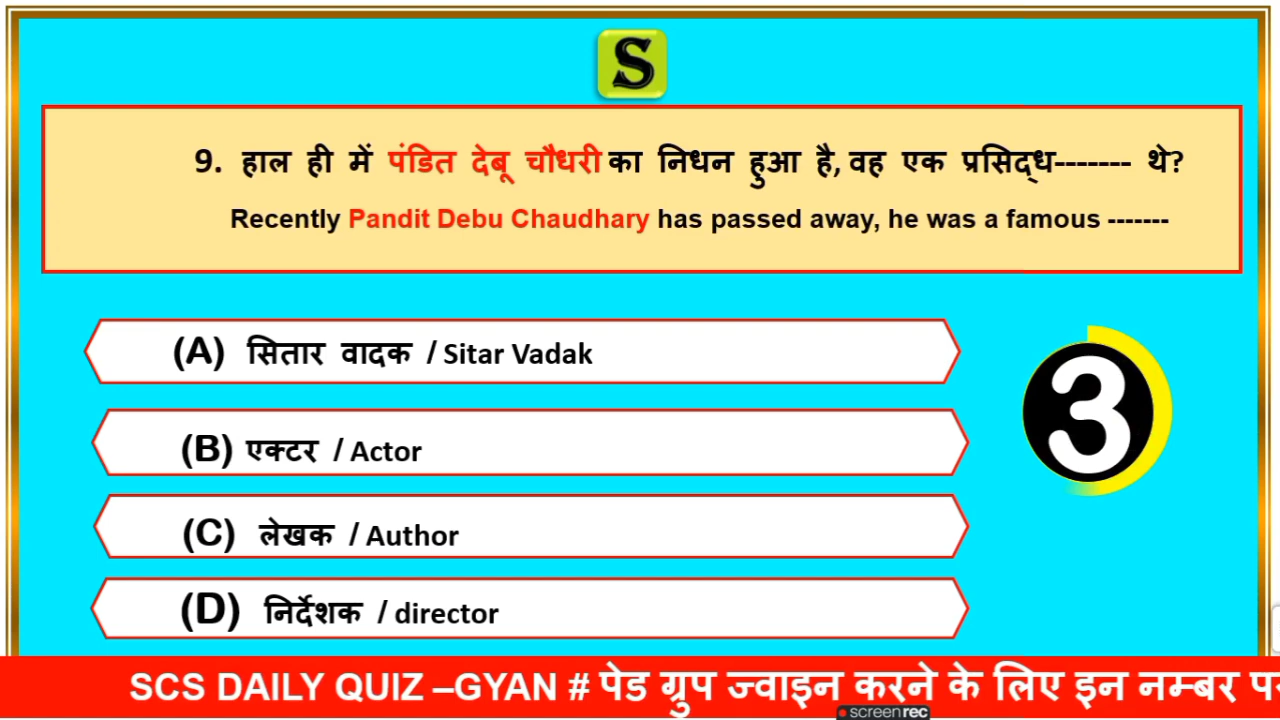 S
9. हाल ही में पंडित देबू चौधरी का निधन हुआ है, वह एक प्रसिद्ध------- थे?
Recently Pandit Debu Chaudhary has passed away, he was a famous -------
(A) सितार वादक / Sitar Vadak
3
(B) एक्टर / Actor
(C) लेखक / Author
(D) निर्देशक / director
SCS DAILY QUIZ –GYAN # पेड ग्रुप ज्वाइन करने के लिए इन नम्बर
screenrec